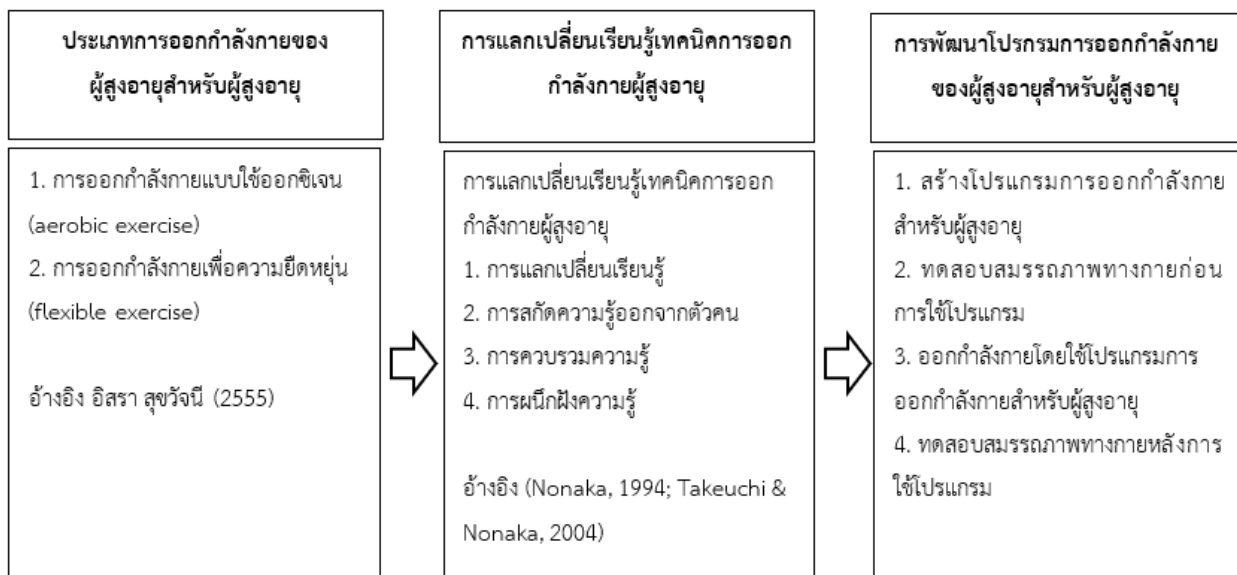 ประเภทการออกกำลังกายของ
ผู้สูงอายุสำหรับผู้สูงอายุ
1. การออกกำลังกายแบบใช้ออกซิเจน
(aerobic exercise)
2. การออกกำลังกายเพื่อความยืดหยุ่น
(flexible exercise)
อ้างอิง อิสรา สุขวัจนี (2555)
การแลกเปลี่ยนเรียนรู้เทคนิคการออก
กำลังกายผู้สูงอายุ
การแลกเปลี่ยนเรียนรู้เทคนิคการออก
กำลังกายผู้สูงอายุ
1. การแลกเปลี่ยนเรียนรู้
2. การสกัดความรู้ออกจากตัวคน
3. การควบรวมความรู้
4. การผนึกฝังความรู้
อ้างอิง (Nonaka, 1994; Takeuchi &
Nonaka, 2004)
การพัฒนาโปรกรมการออกกำลังกาย
ของผู้สูงอายุสำหรับผู้สูงอายุ
1. สร้างโปรแกรมการออกกำลังกาย
สำหรับผู้สูงอายุ
2. ทดสอบสมรรถภาพทางกายก่อน
การใช้โปรแกรม
3. ออกกำลังกายโดยใช้โปรแกรมการ
ออกกำลังกายสำหรับผู้สูงอายุ
4. ทดสอบสมรรถภาพทางกายหลังการ
ใช้โปรแกรม